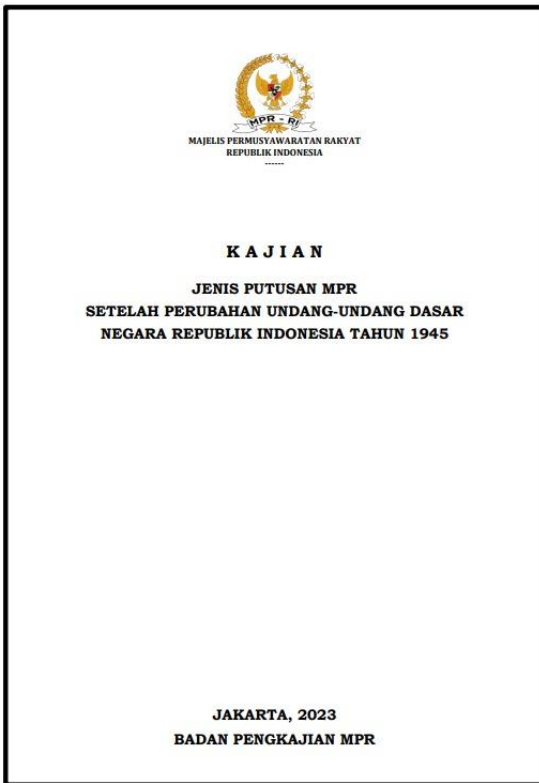 MPR - RI
MAJELIS PERMUSYAWARATAN RAKYAT
REPUBLIK INDONESIA
------
K A J I A N
JENIS PUTUSAN MPR
SETELAH PERUBAHAN UNDANG-UNDANG DASAR
NEGARA REPUBLIK INDONESIA TAHUN 1945
JAKARTA, 2023
BADAN PENGKAJIAN MPR